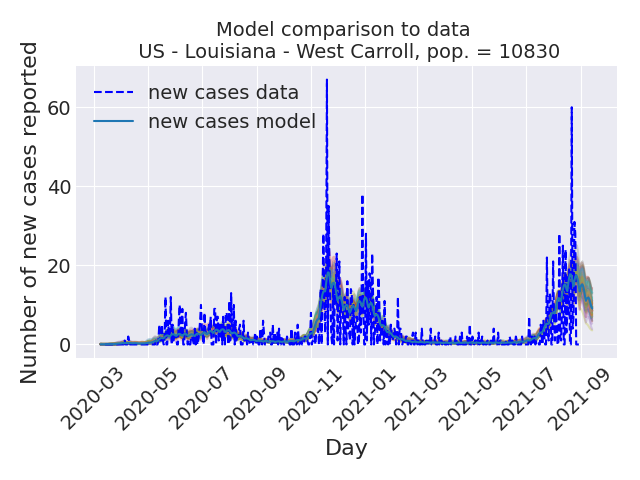 Model comparison to data
US - Louisiana - West Carroll, pop. = 10830
Number of new cases reported
60
40
20
0
new cases data
new cases model
2020-03
2020-05
2020-07
2020-09
2020-11
2021-01
2021-03
2021-05
2021-07
2021-09
Day